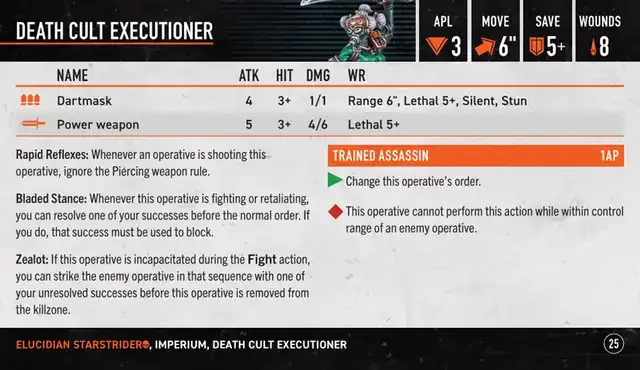 DEATH CULT EXECUTIONER
APL MOVE SAVE WOUNDS
3 6" 5+ 8
NAME ATK HIT DMG WR
Dartmask 4 3+ 1/1 Range 6", Lethal 5+, Silent, Stun
Power weapon 5 3+ 4/6 Lethal 5+
Rapid Reflexes: Whenever an operative is shooting this
operative, ignore the Piercing weapon rule.
Bladed Stance: Whenever this operative is fighting or retaliating,
you can resolve one of your successes before the normal order. If
you do, that success must be used to block.
Zealot: If this operative is incapacitated during the Fight action,
you can strike the enemy operative in that sequence with one of
your unresolved successes before this operative is removed from
the killzone.
TRAINED ASSASSIN 1AP
Change this operative's order.
This operative cannot perform this action while within control
range of an enemy operative.
ELUCIDIAN STARSTRIDER, IMPERIUM, DEATH CULT EXECUTIONER
25